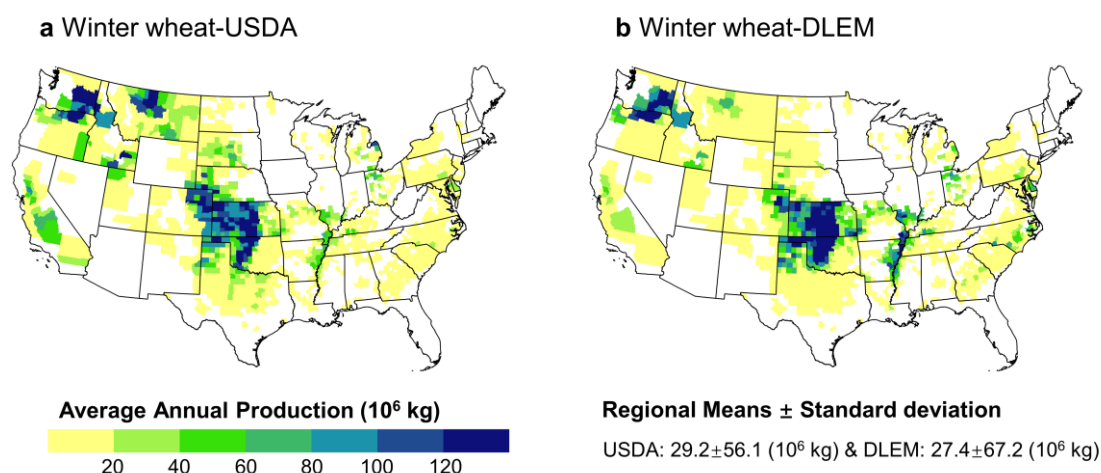 a Winter wheat-USDA
b Winter wheat-DLEM
Average Annual Production (10⁶ kg)
20 40 60 80 100 120
Regional Means ± Standard deviation
USDA: 29.2±56.1 (10⁶ kg) & DLEM: 27.4±67.2 (10⁶ kg)